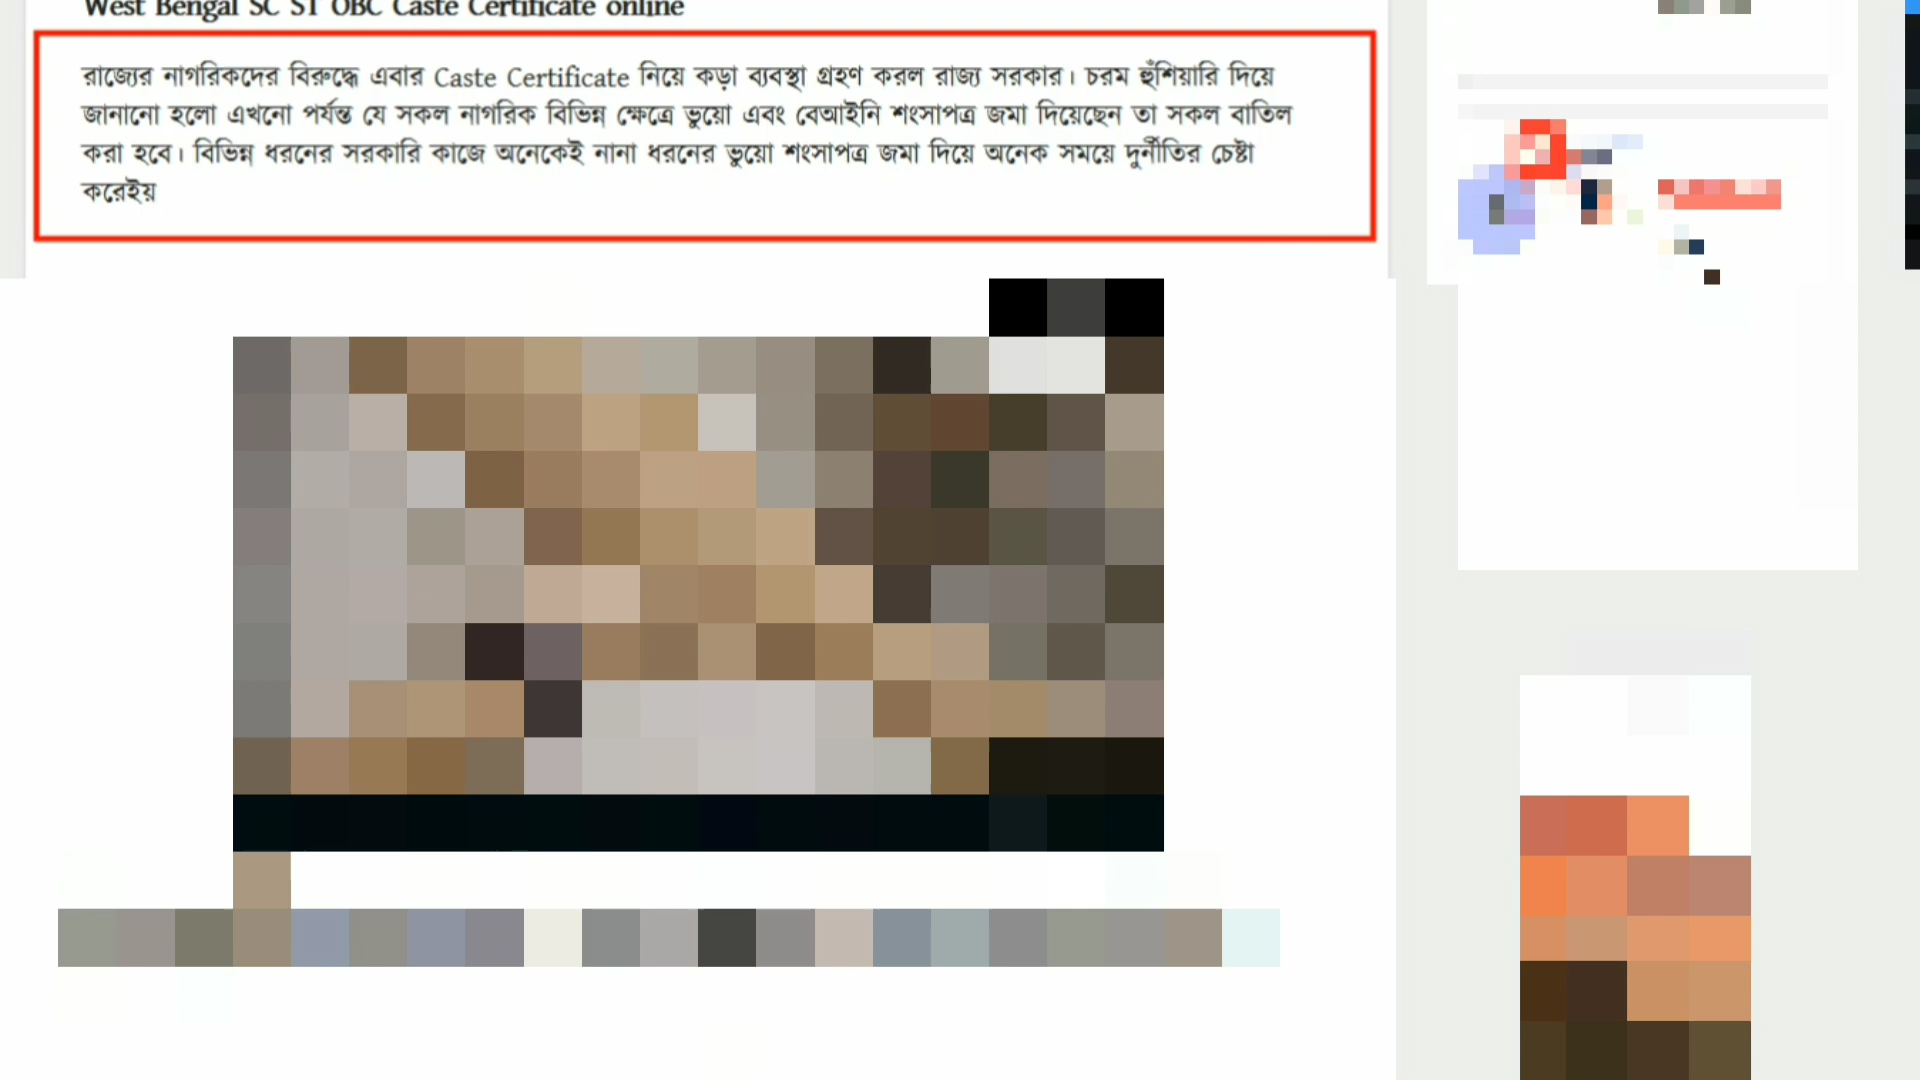 West Bengal SC ST OBC Caste Certificate online
রাজ্যের নাগরিকদের বিরুদ্ধে এবার Caste Certificate নিয়ে কড়া ব্যবস্থা গ্রহণ করল রাজ্য সরকার। চরম হুঁশিয়ারি দিয়ে
জানানো হলো এখনো পর্যন্ত যে সকল নাগরিক বিভিন্ন ক্ষেত্রে ভুয়ো এবং বেআইনি শংসাপত্র জমা দিয়েছেন তা সকল বাতিল
করা হবে। বিভিন্ন ধরনের সরকারি কাজে অনেকেই নানা ধরনের ভুয়ো শংসাপত্র জমা দিয়ে অনেক সময়ে দুর্নীতির চেষ্টা
করেইয়